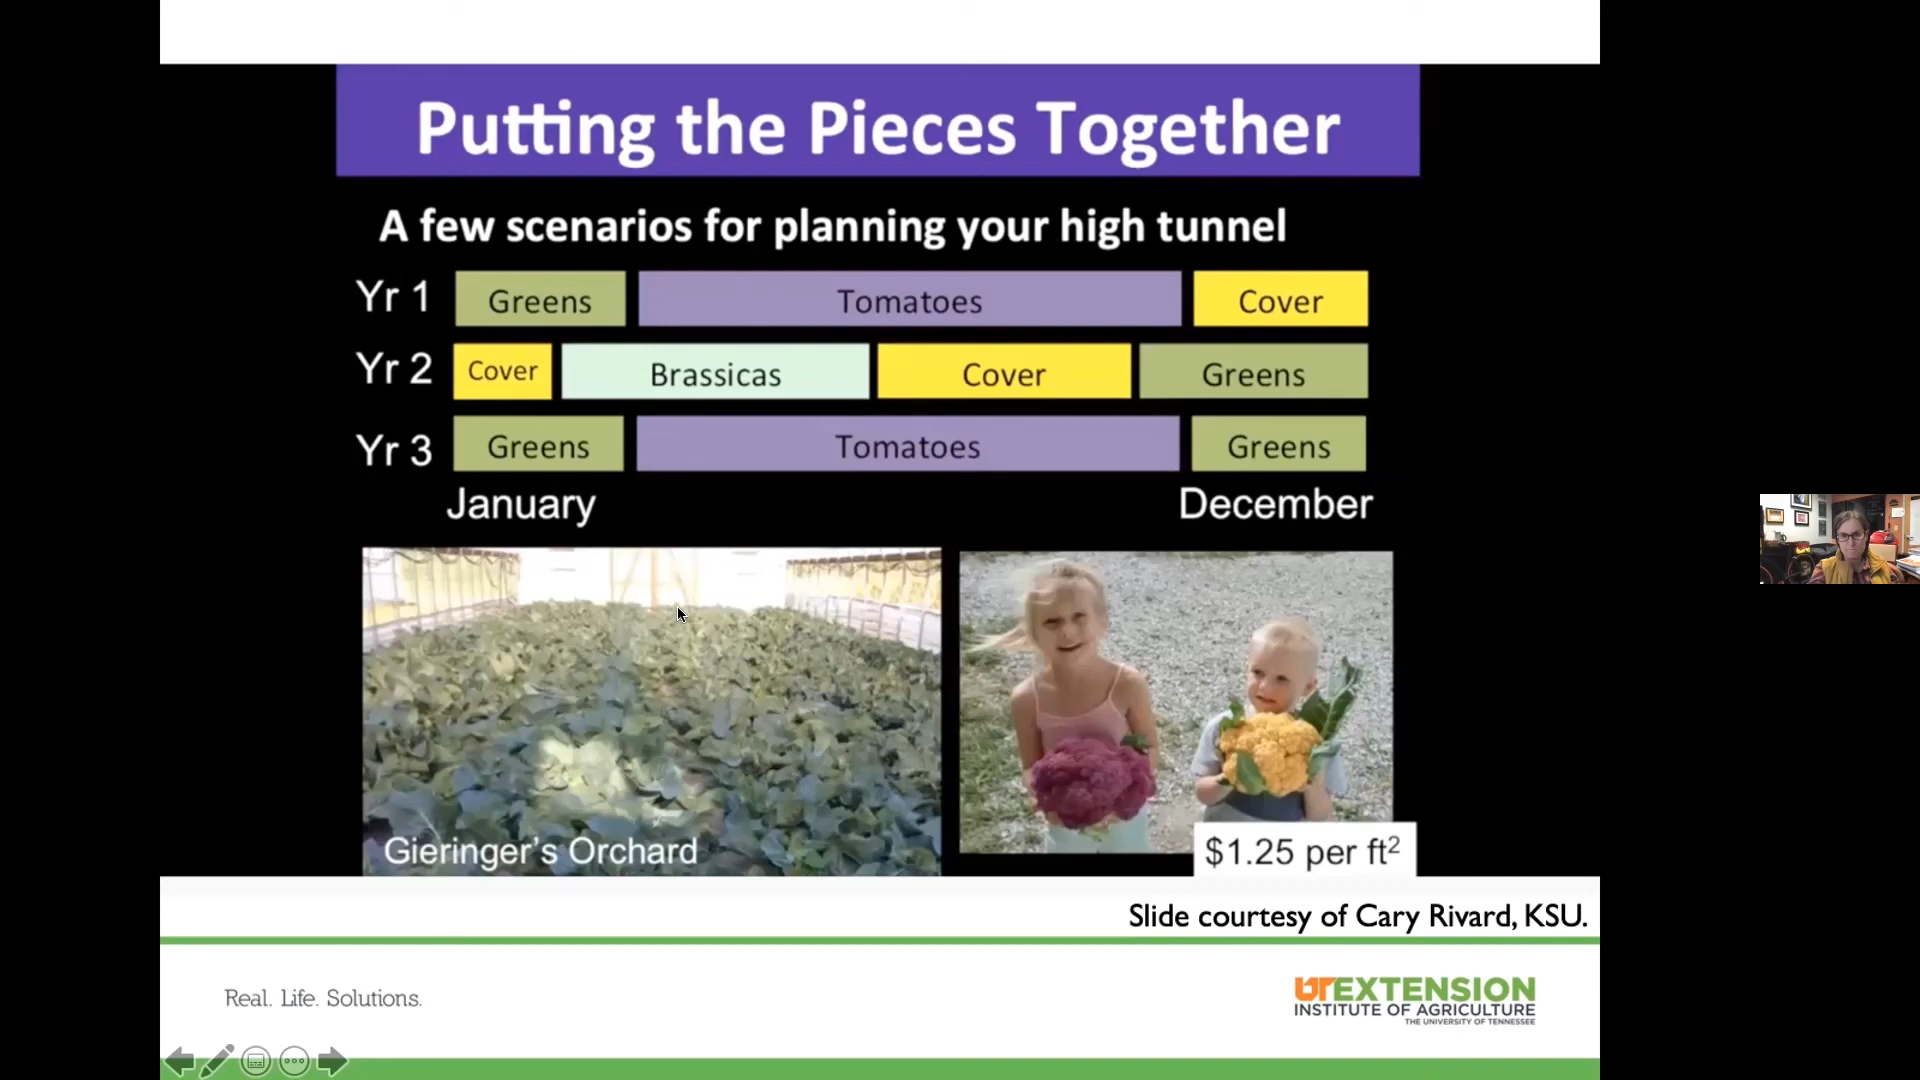 Putting the Pieces Together
A few scenarios for planning your high tunnel
Yr 1 Greens Tomatoes Cover
Yr 2 Cover Brassicas Cover Greens
Yr 3 Greens Tomatoes Greens
January December
Gieringer's Orchard
$1.25 per ft²
Slide courtesy of Cary Rivard, KSU.
Real. Life. Solutions.
UTEXTENSION
INSTITUTE OF AGRICULTURE
THE UNIVERSITY OF TENNESSEE